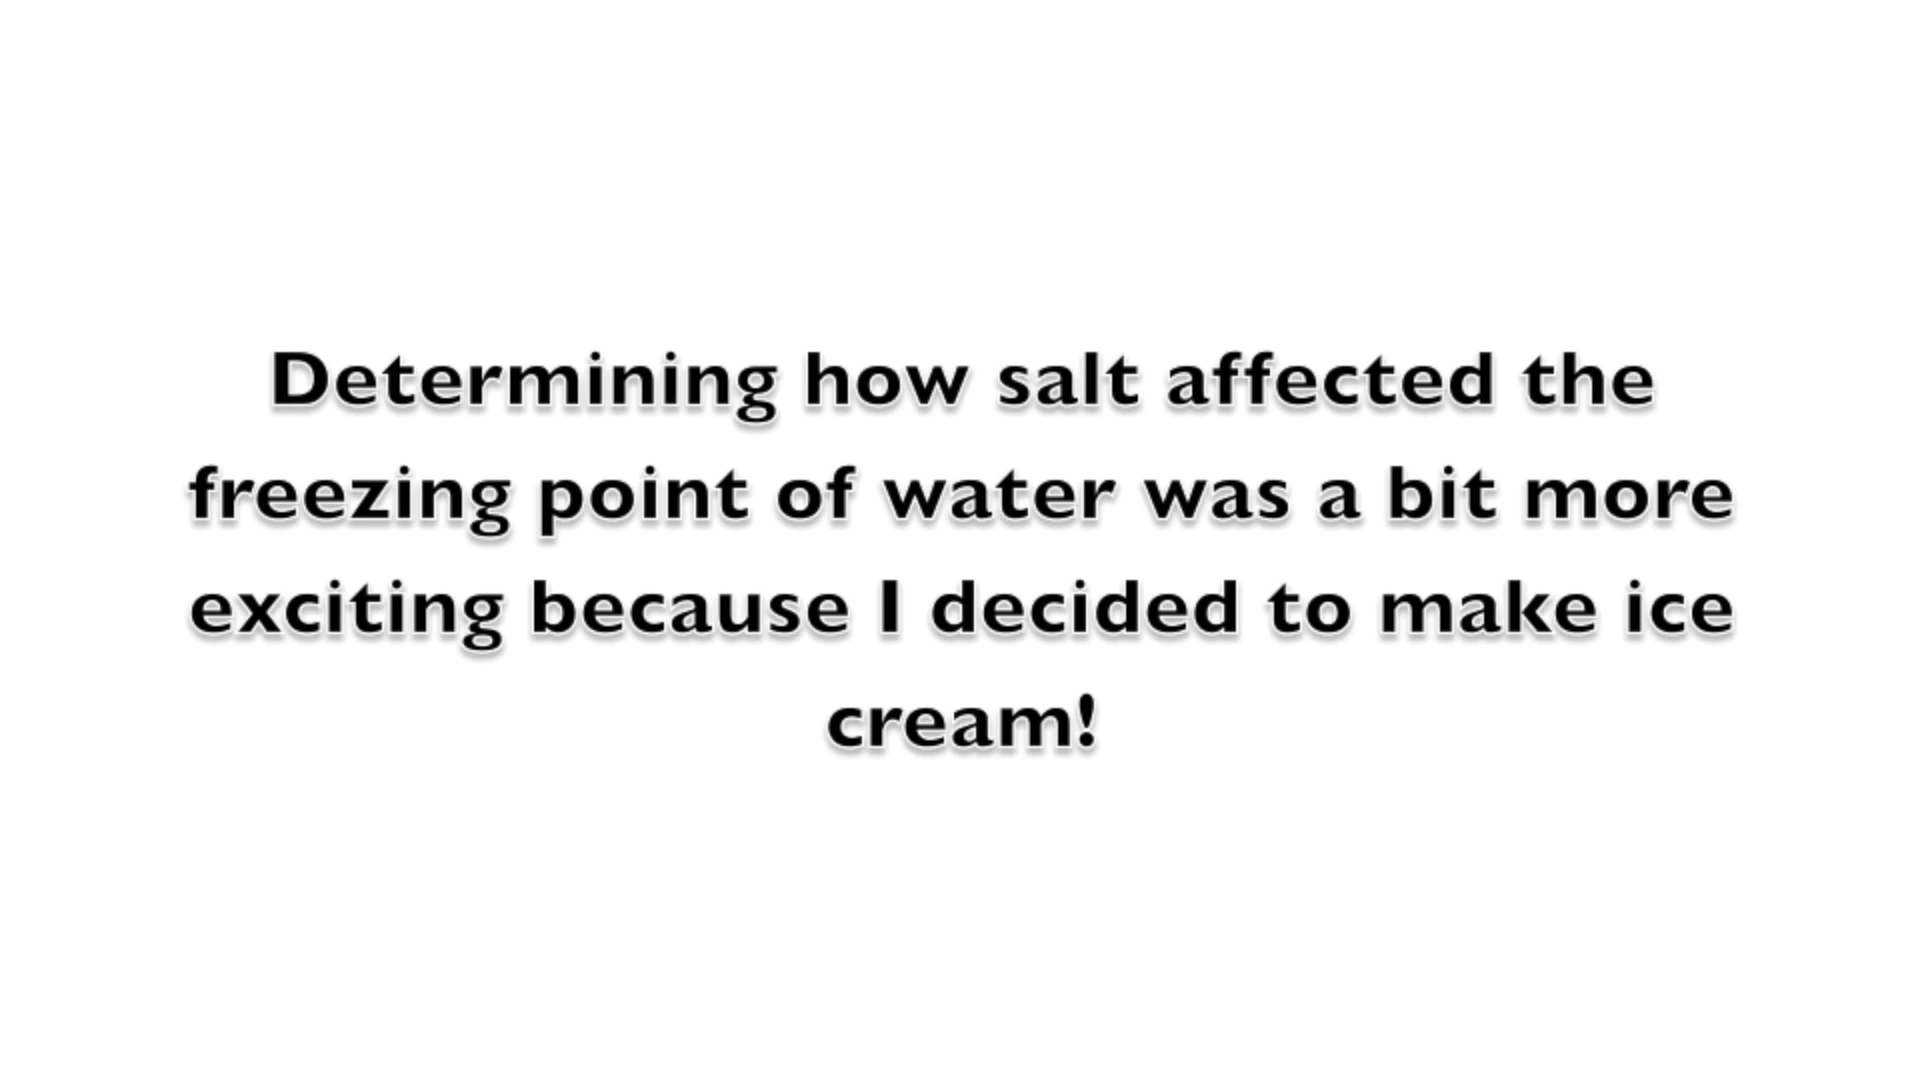 Determining how salt affected the
freezing point of water was a bit more
exciting because I decided to make ice
cream!